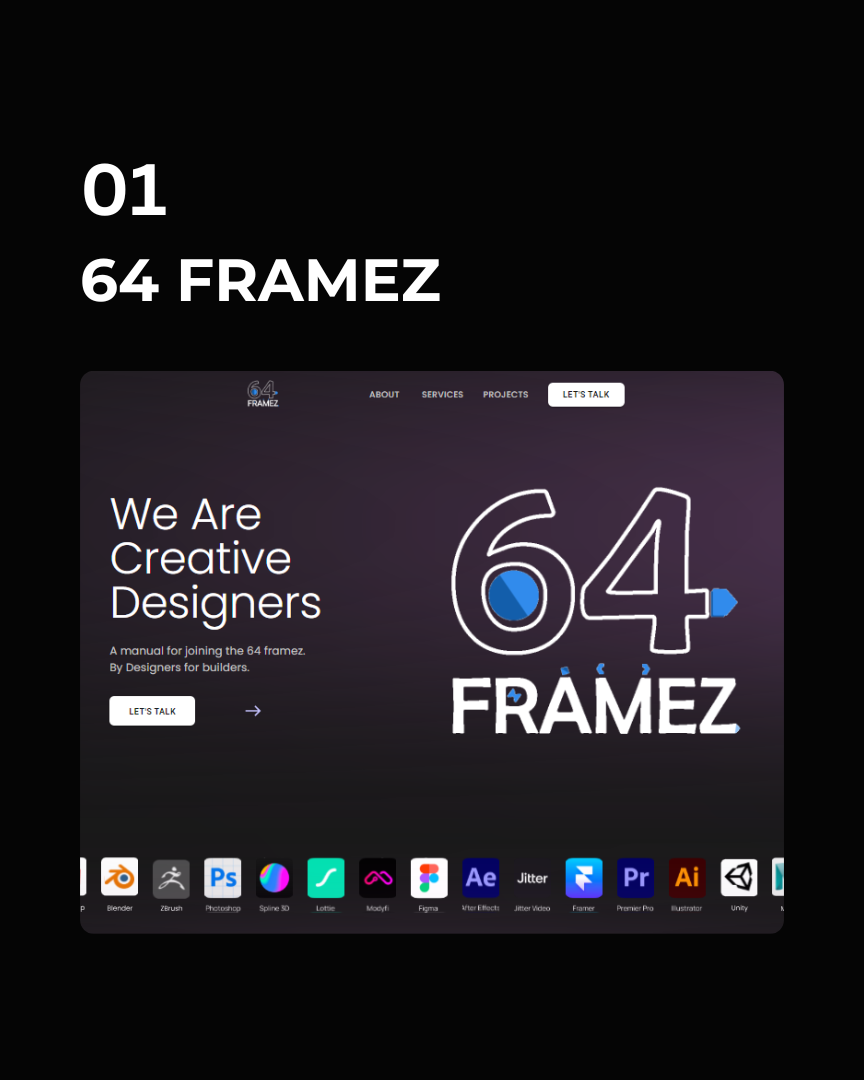 01
64 FRAMEZ
64
FRAMEZ
ABOUT SERVICES PROJECTS LET'S TALK
We Are
Creative
Designers
A manual for joining the 64 framez.
By Designers for builders.
LET'S TALK
64
FRAMEZ
Ps Ae Jitter Pr Ai
p Blender ZBrush Photoshop Spline 3D Lottie Modyfi Figma After Effects Jitter Video Framer Premier Pro Illustrator Unity